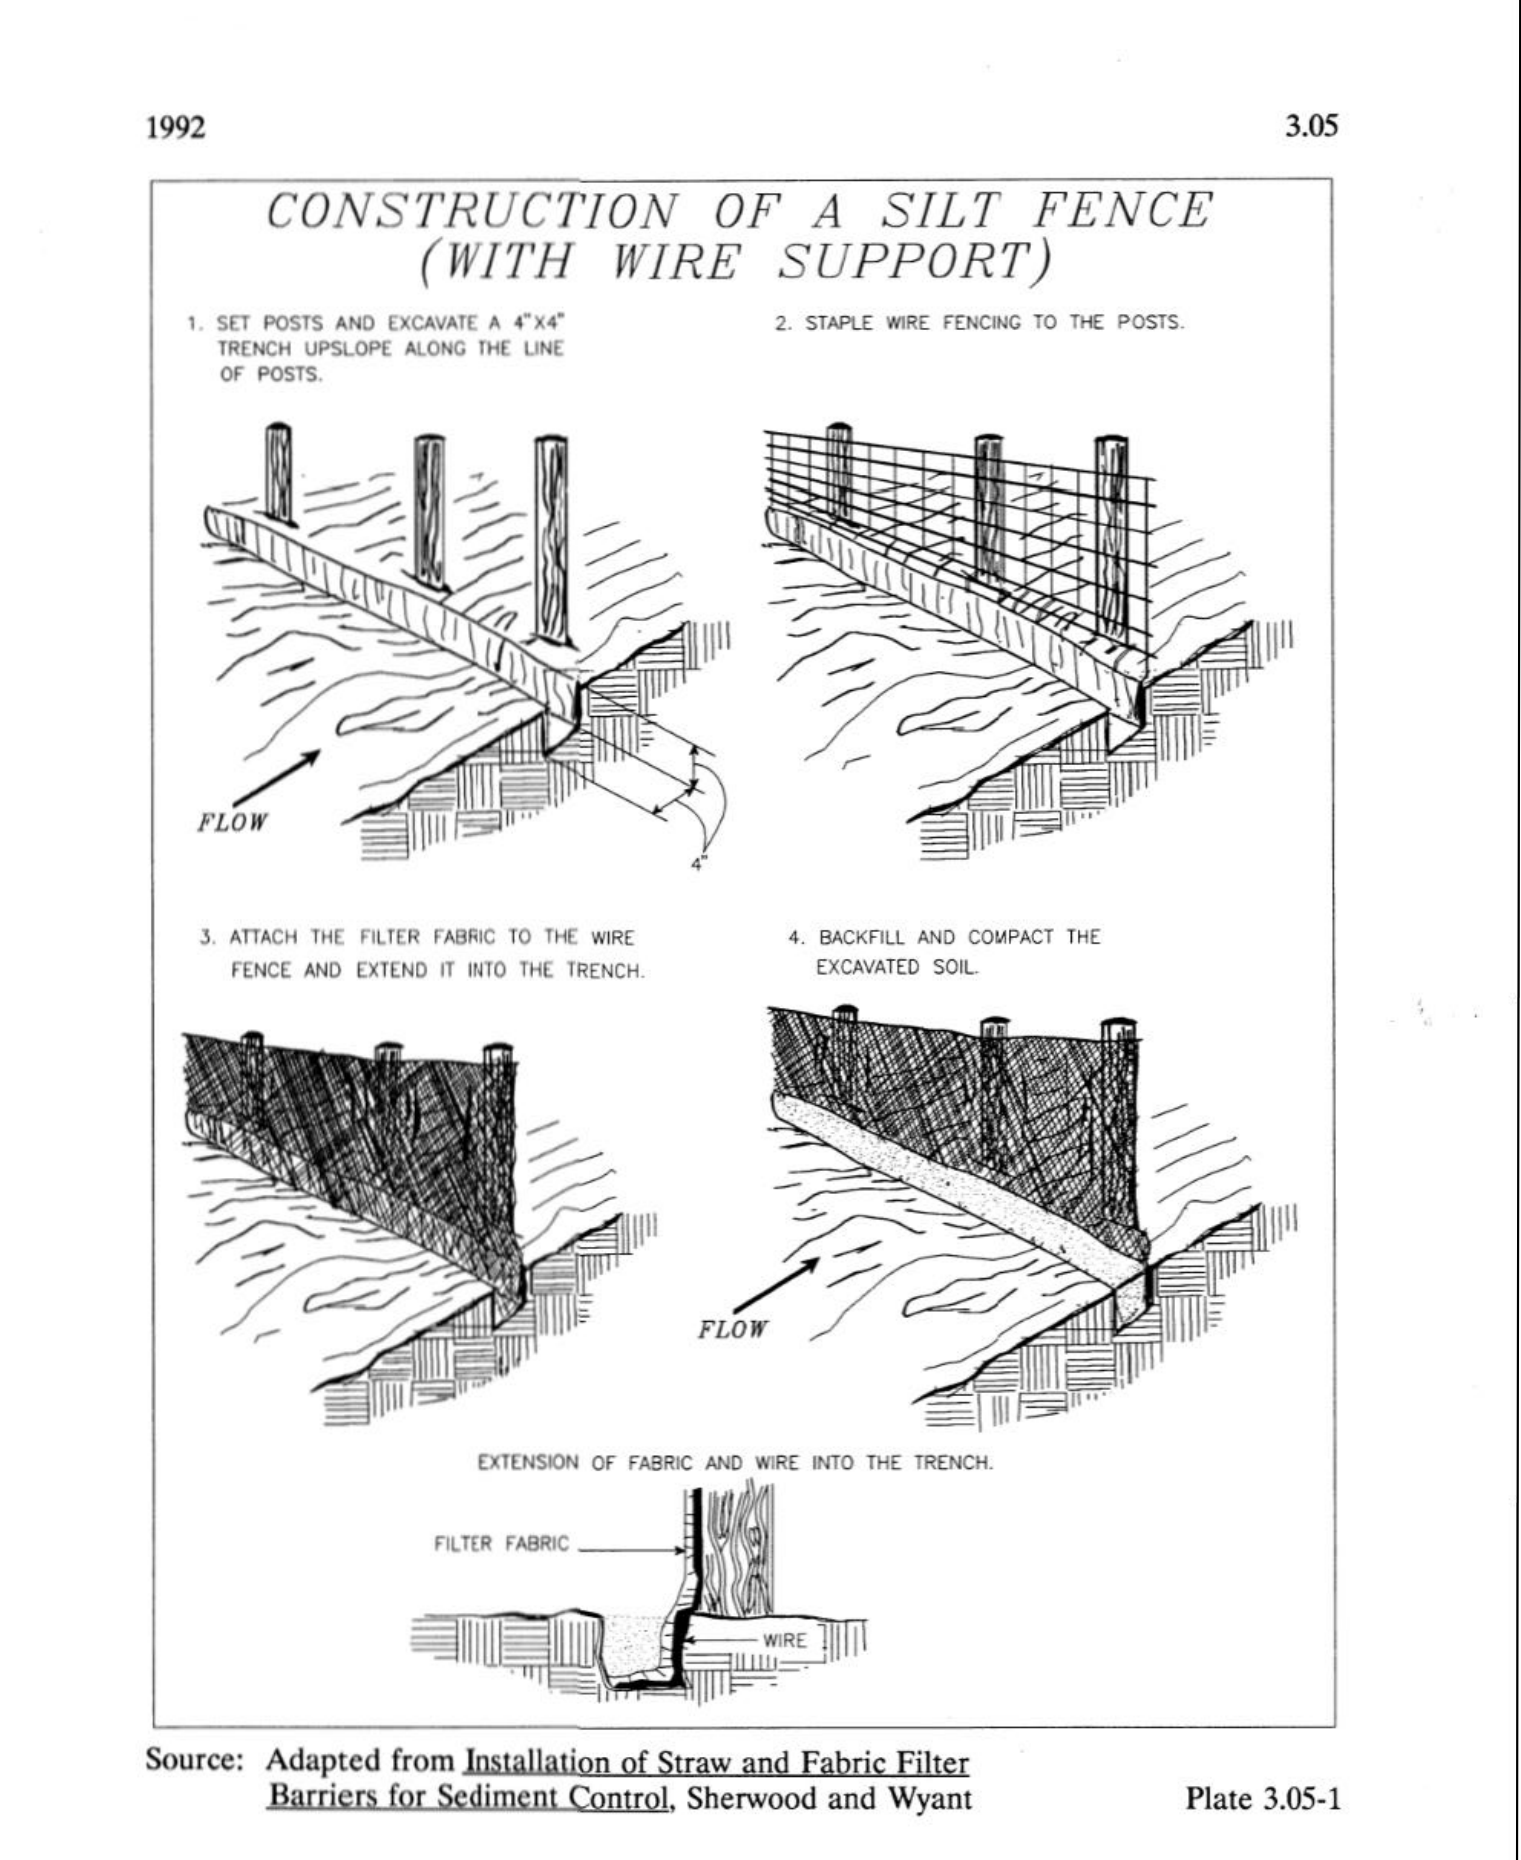 1992
3.05
CONSTRUCTION OF A SILT FENCE
(WITH WIRE SUPPORT)
1. SET POSTS AND EXCAVATE A 4"X4"
TRENCH UPSLOPE ALONG THE LINE
OF POSTS.
2. STAPLE WIRE FENCING TO THE POSTS.
FLOW
4"
3. ATTACH THE FILTER FABRIC TO THE WIRE
FENCE AND EXTEND IT INTO THE TRENCH.
4. BACKFILL AND COMPACT THE
EXCAVATED SOIL.
FLOW
EXTENSION OF FABRIC AND WIRE INTO THE TRENCH.
FILTER FABRIC
WIRE
Source: Adapted from Installation of Straw and Fabric Filter
Barriers for Sediment Control, Sherwood and Wyant
Plate 3.05-1